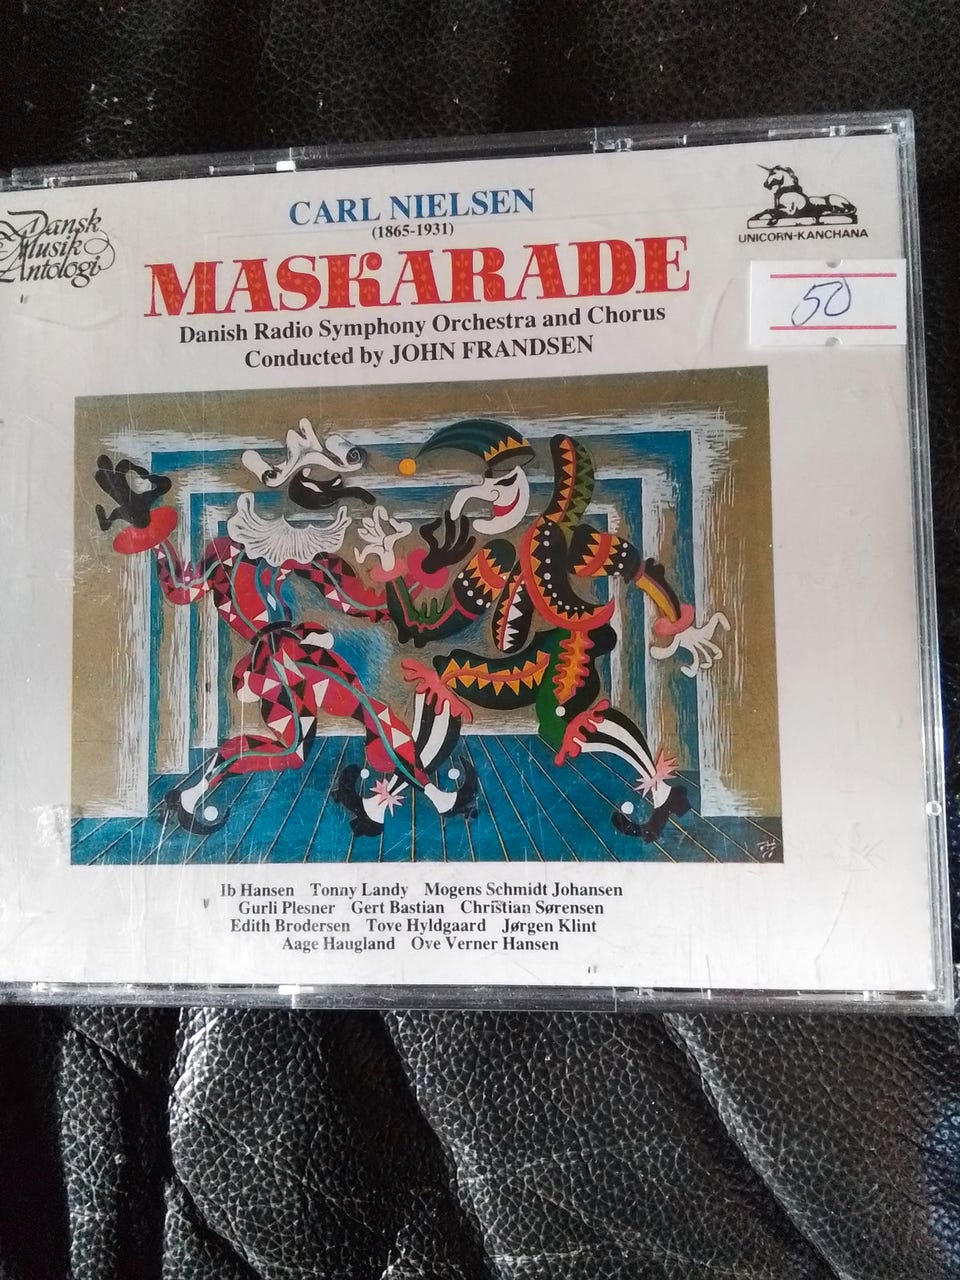 Dansk
Musik
Antologi
CARL NIELSEN
(1865-1931)
MASKARADE
Danish Radio Symphony Orchestra and Chorus
Conducted by JOHN FRANDSEN
UNICORN-KANCHANA
50
Ib Hansen Tonny Landy Mogens Schmidt Johansen
Gurli Plesner Gert Bastian Christian Sørensen
Edith Brodersen Tove Hyldgaard Jørgen Klint
Aage Haugland Ove Verner Hansen